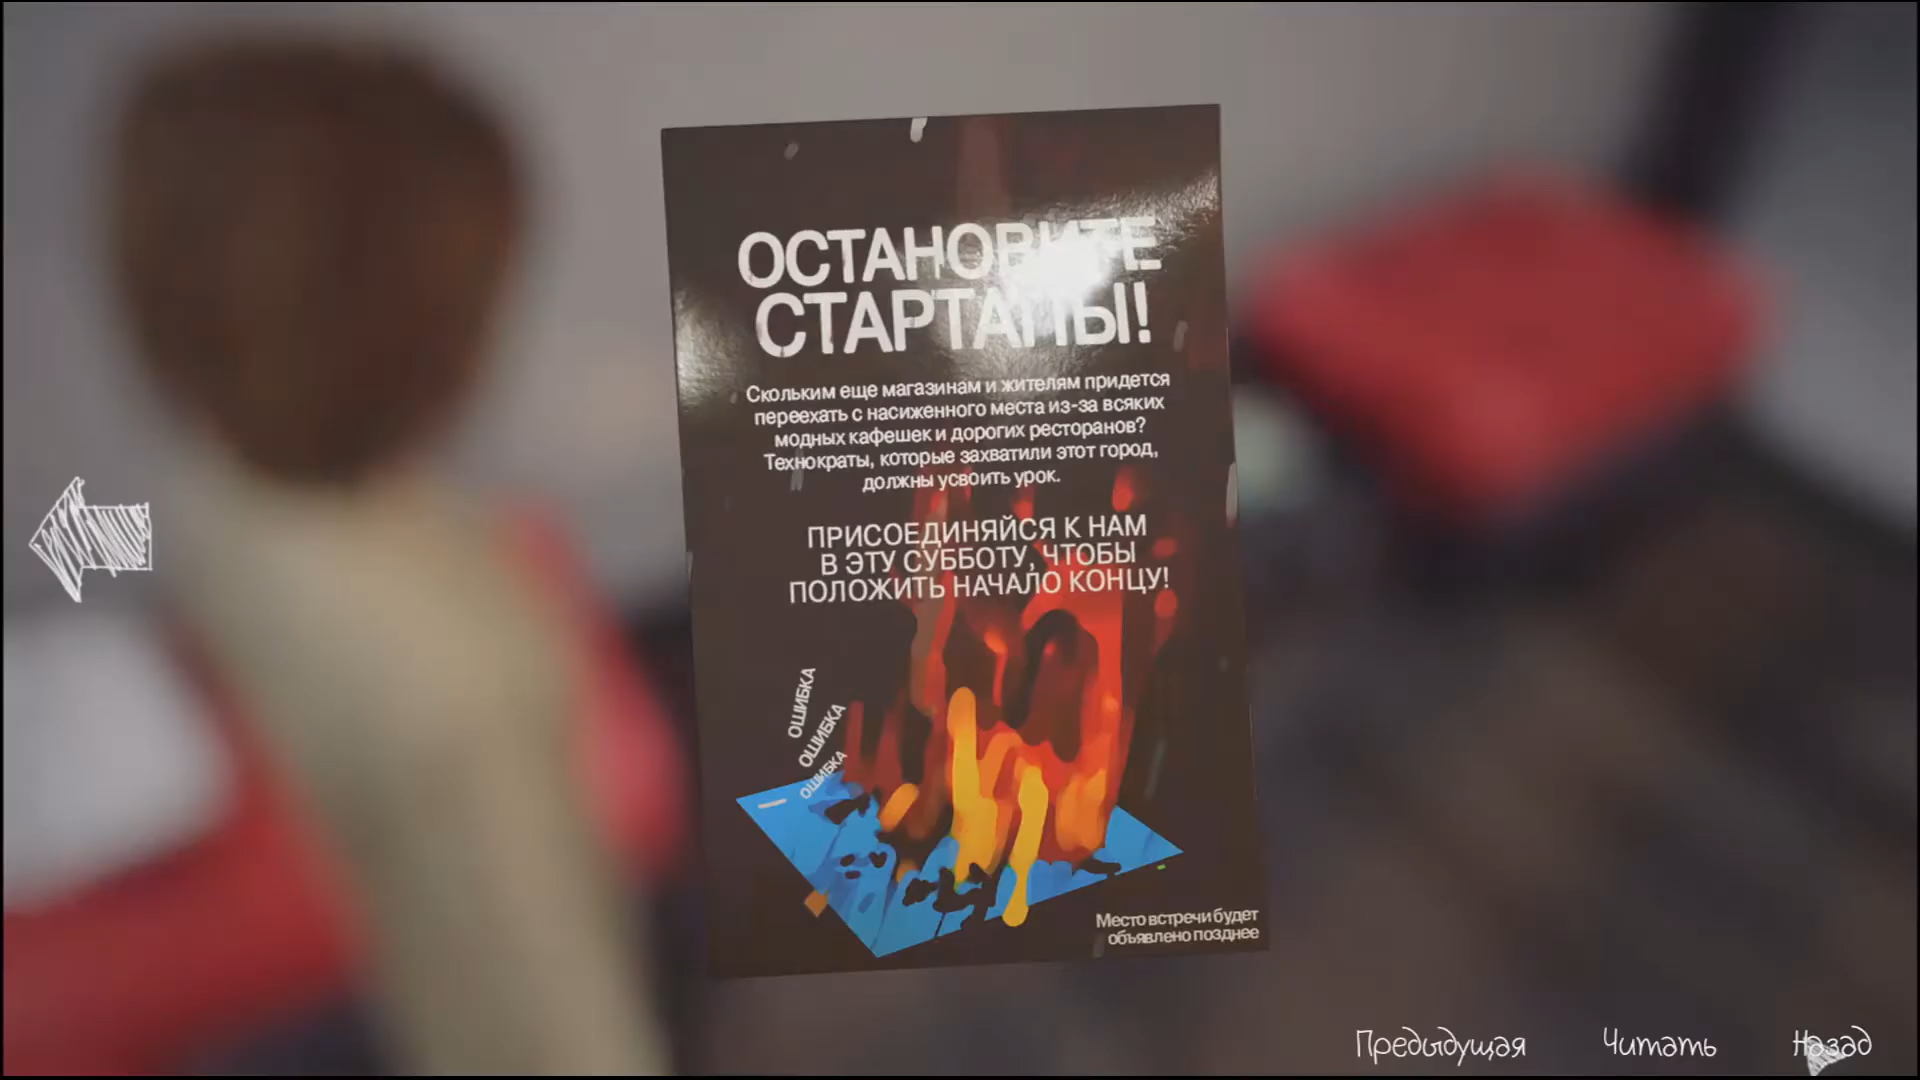 ОСТАНОВИТЕ
СТАРТАПЫ!
Скольким еще магазинам и жителям придется
переехать с насиженного места из-за всяких
модных кафешек и дорогих ресторанов?
Технократы, которые захватили этот город,
должны усвоить урок.
ПРИСОЕДИНЯЙСЯ К НАМ
В ЭТУ СУББОТУ, ЧТОБЫ
ПОЛОЖИТЬ НАЧАЛО КОНЦУ!
ОШИБКА
ОШИБКА
ОШИБКА
Место встречи будет
объявлено позднее
Предыдущая Читать Назад